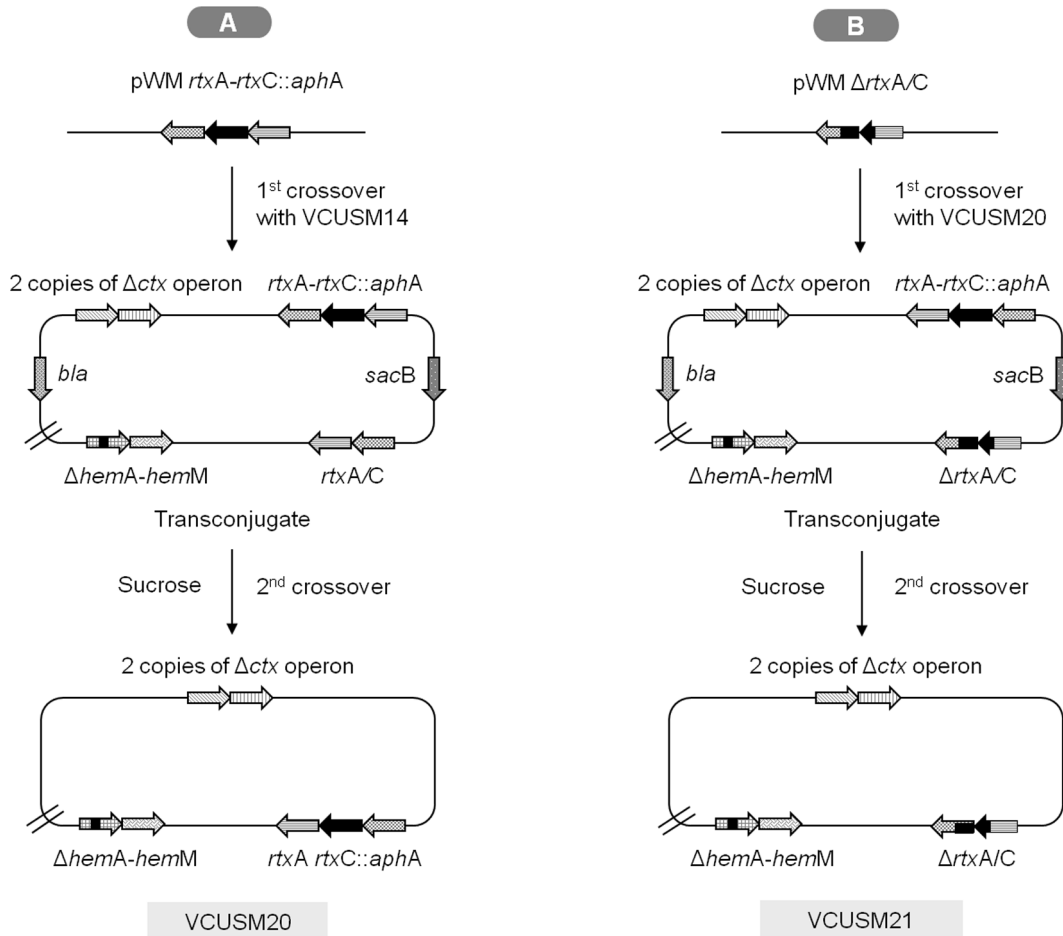 A
pWM rtxA-rtxC::aphA
1st crossover
with VCUSM14
2 copies of Δctx operon
rtxA-rtxC::aphA
bla
sacB
ΔhemA-hemM
rtxA/C
Transconjugate
Sucrose
2nd crossover
2 copies of Δctx operon
ΔhemA-hemM
rtxA rtxC::aphA
VCUSM20
B
pWM ΔrtxA/C
1st crossover
with VCUSM20
2 copies of Δctx operon
rtxA-rtxC::aphA
bla
sacB
ΔhemA-hemM
ΔrtxA/C
Transconjugate
Sucrose
2nd crossover
2 copies of Δctx operon
ΔhemA-hemM
ΔrtxA/C
VCUSM21